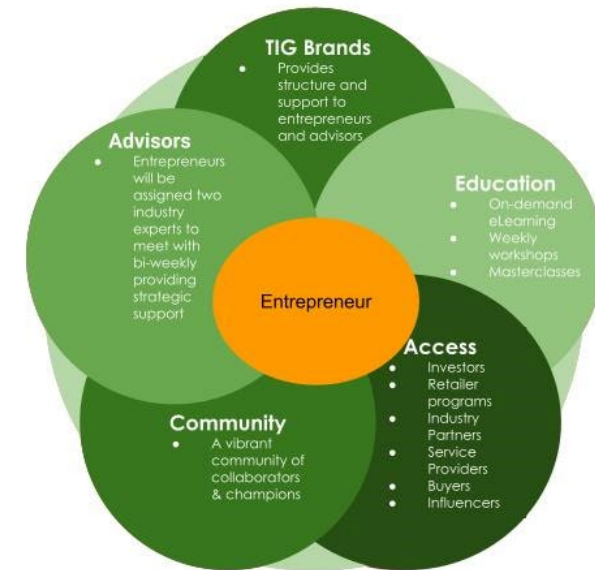 TIG Brands
● Provides
structure and
support to
entrepreneurs
and advisors
Advisors
● Entrepreneurs
will be
assigned two
industry
experts to
meet with
bi-weekly
providing
strategic
support
Education
● On-demand
eLearning
● Weekly
workshops
● Masterclasses
Entrepreneur
Access
● Investors
● Retailer
programs
● Industry
Partners
● Service
Providers
● Buyers
● Influencers
Community
● A vibrant
community of
collaborators
& champions